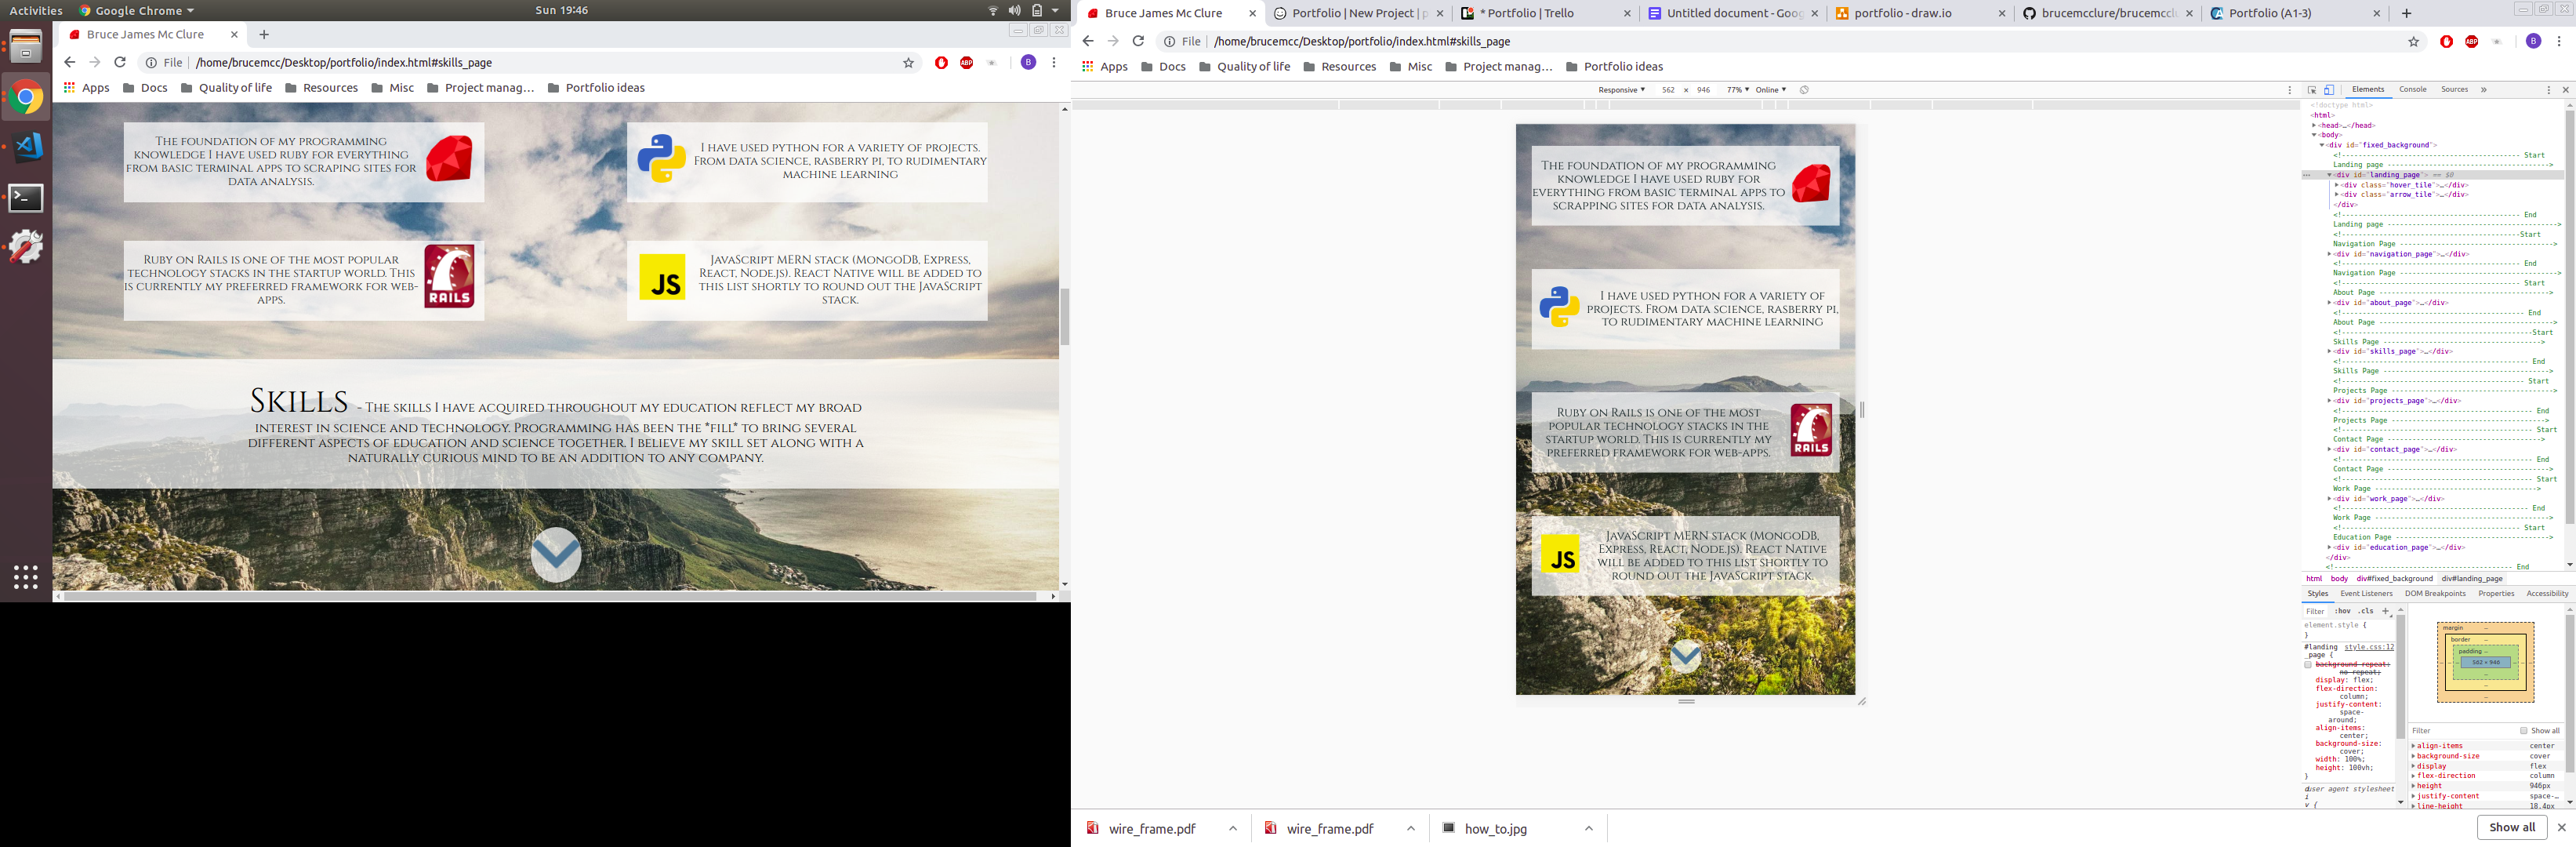 Activities
Google Chrome
Sun 19:46
Bruce James Mc Clure
File
/home/brucemcc/Desktop/portfolio/index.html#skills_page
ABP
B
Apps
Docs
Quality of life
Resources
Misc
Project manag...
Portfolio ideas
The foundation of my programming
knowledge I have used ruby for everything
from basic terminal apps to scraping sites for
data analysis.
I have used python for a variety of projects.
From data science, rasberry pi, to rudimentary
machine learning
Ruby on Rails is one of the most popular
technology stacks in the startup world. This
is currently my preferred framework for web-
apps.
RAILS
JS
JavaScript MERN stack (MongoDB, Express,
React, Node.js). React Native will be added to
this list shortly to round out the JavaScript
stack.
Skills - The skills I have acquired throughout my education reflect my broad
interest in science and technology. Programming has been the *fill* to bring several
different aspects of education and science together. I believe my skill set along with a
naturally curious mind to be an addition to any company.
Bruce James Mc Clure
Portfolio | New Project | p
* Portfolio | Trello
Untitled document - Goog
portfolio - draw.io
brucemcclure/brucemcclu
Portfolio (A1-3)
File
/home/brucemcc/Desktop/portfolio/index.html#skills_page
ABP
B
Apps
Docs
Quality of life
Resources
Misc
Project manag...
Portfolio ideas
Responsive
562 × 946
77%
Online
The foundation of my programming
knowledge I have used ruby for
everything from basic terminal apps to
scrapping sites for data analysis.
I have used python for a variety of
projects. From data science, rasberry pi,
to rudimentary machine learning
Ruby on Rails is one of the most
popular technology stacks in the
startup world. This is currently my
preferred framework for web-apps.
RAILS
JS
JavaScript MERN stack (MongoDB,
Express, React, Node.js). React Native
will be added to this list shortly to
round out the JavaScript stack.
Elements
Console
Sources
»
<!doctype html>
<html>
<head>…</head>
<body>
<div id="fixed_background">
<!-- Start
Landing page -->
<div id="landing_page"> == $0
<div class="hover_tile">…</div>
<div class="arrow_tile">…</div>
</div>
<!-- End
Landing page -->
<!-- Start
Navigation Page -->
<div id="navigation_page">…</div>
<!-- End
Navigation Page -->
<!-- Start
About Page -->
<div id="about_page">…</div>
<!-- End
About Page -->
<!-- Start
Skills Page -->
<div id="skills_page">…</div>
<!-- End
Skills Page -->
<!-- Start
Projects Page -->
<div id="projects_page">…</div>
<!-- End
Projects Page -->
<!-- Start
Contact Page -->
<div id="contact_page">…</div>
<!-- End
Contact Page -->
<!-- Start
Work Page -->
<div id="work_page">…</div>
<!-- End
Work Page -->
<!-- Start
Education Page -->
<div id="education_page">…</div>
</div>
<!-- End
html
body
div#fixed_background
div#landing_page
Styles
Event Listeners
DOM Breakpoints
Properties
Accessibility
Filter
:hov
.cls
+
element.style {
}
#landing
_page {
style.css:12
background-repeat:
no-repeat;
display: flex;
flex-direction:
column;
justify-content:
space-
around;
align-items:
center;
background-size:
cover;
width: 100%;
height: 100vh;
}
user agent stylesheet
margin
border
padding
562 × 946
Filter
Show all
align-items
center
background-size
cover
display
flex
flex-direction
column
height
946px
justify-content
space-…
line-height
18.4px
wire_frame.pdf
wire_frame.pdf
how_to.jpg
Show all